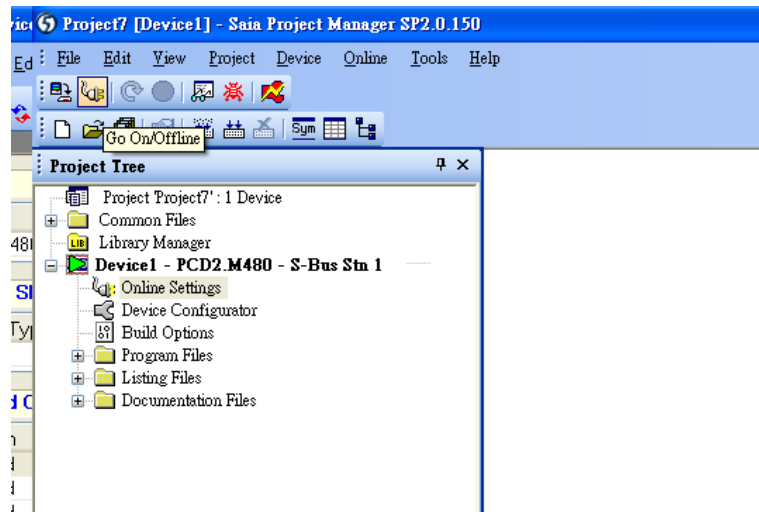 Project7 [Device1] - Saia Project Manager SP2.0.150
Ed File Edit View Project Device Online Tools Help
Sym
Go On/Offline
Project Tree
Project 'Project7': 1 Device
Common Files
48
LIB Library Manager
Device1 - PCD2.M480 - S-Bus Stn 1
Online Settings
Device Configurator
Build Options
Program Files
Listing Files
Documentation Files